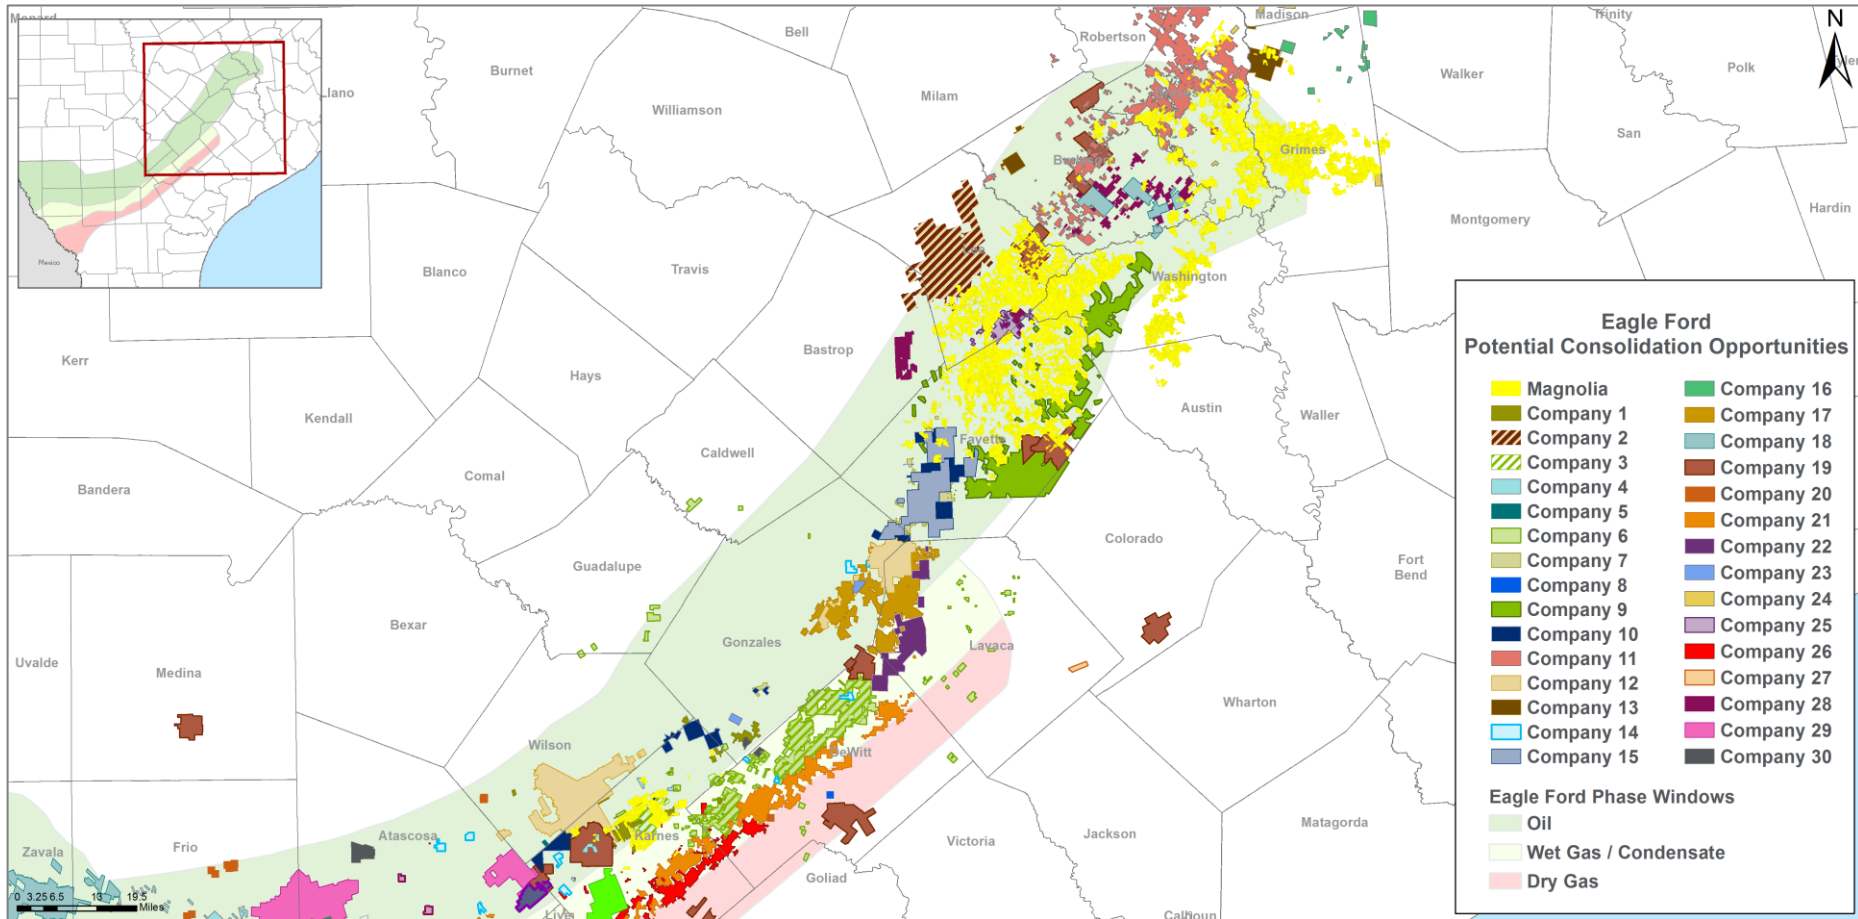 Menard
Mexico
Llano
Burnet
Bell
Williamson
Milam
Robertson
Madison
Trinity
Walker
Polk
Tyler
N
San
Grimes
Burleson
Montgomery
Hardin
Blanco
Travis
Lee
Washington
Kerr
Hays
Bastrop
Kendall
Austin
Waller
Caldwell
Fayette
Comal
Bandera
Guadalupe
Colorado
Fort
Bend
Bexar
Gonzales
Lavaca
Uvalde
Medina
Wharton
Wilson
DeWitt
Matagorda
Zavala
Frio
Atascosa
Karnes
Victoria
Jackson
Goliad
Live
Calhoun
0 3.25 6.5 13 19.5
Miles
Eagle Ford
Potential Consolidation Opportunities
Magnolia
Company 1
Company 2
Company 3
Company 4
Company 5
Company 6
Company 7
Company 8
Company 9
Company 10
Company 11
Company 12
Company 13
Company 14
Company 15
Company 16
Company 17
Company 18
Company 19
Company 20
Company 21
Company 22
Company 23
Company 24
Company 25
Company 26
Company 27
Company 28
Company 29
Company 30
Eagle Ford Phase Windows
Oil
Wet Gas / Condensate
Dry Gas